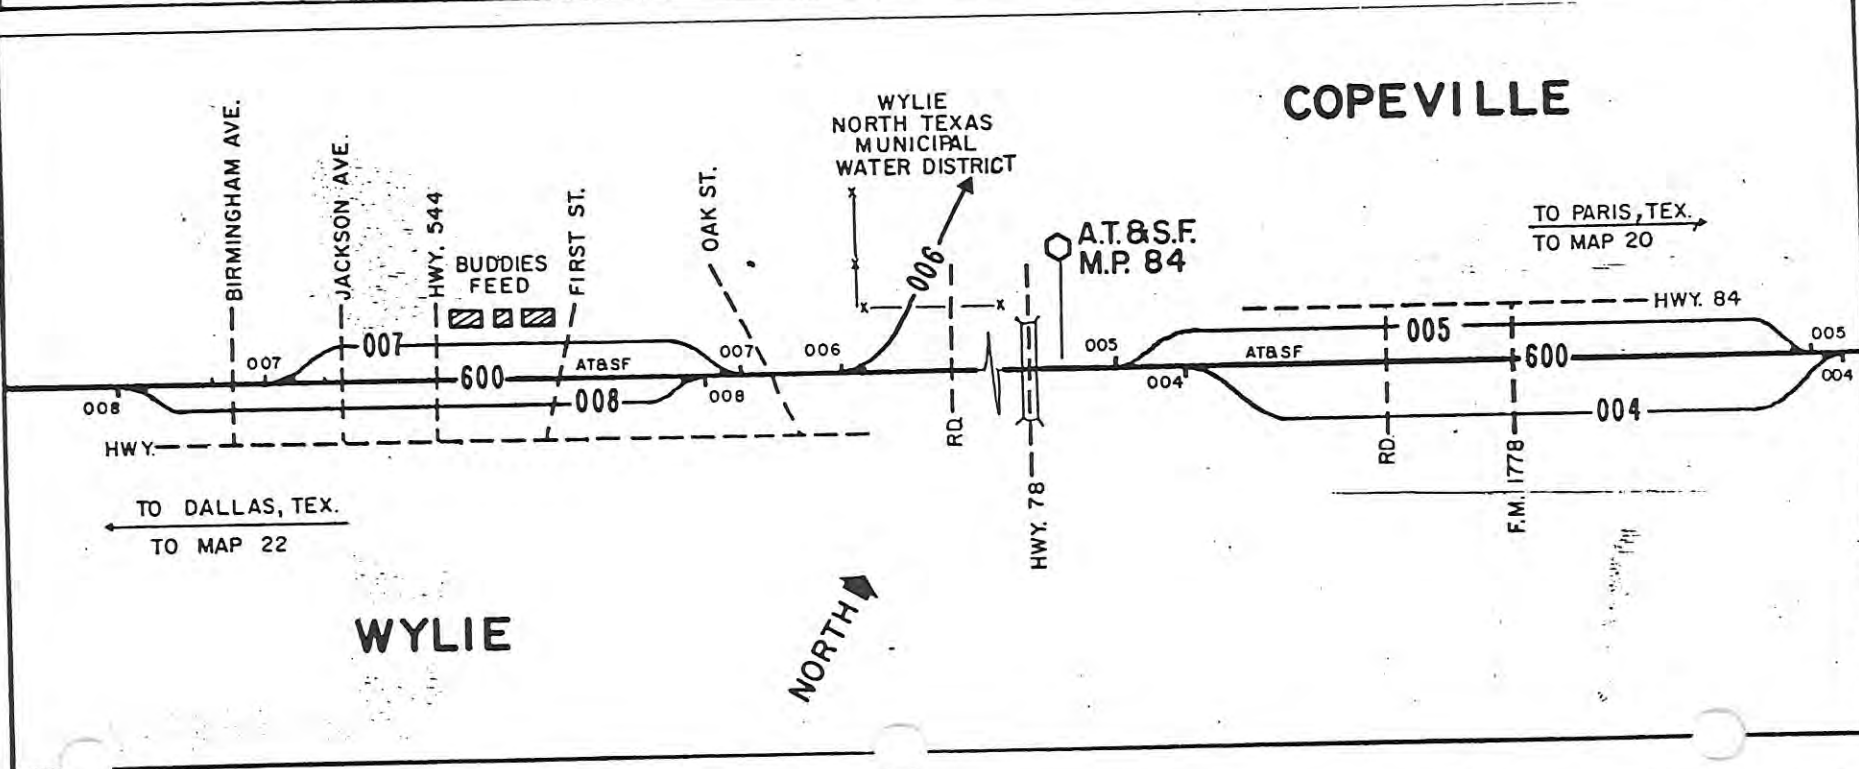 COPEVILLE
WYLIE
NORTH TEXAS
MUNICIPAL
WATER DISTRICT
BIRMINGHAM AVE.
JACKSON AVE.
HWY. 544
BUDDIES
FEED
FIRST ST.
OAK ST.
006
A.T.&S.F.
M.P. 84
TO PARIS, TEX.
TO MAP 20
HWY. 84
007
007
007
006
005
005
005
AT&SF
600
AT&SF
600
008
008
008
004
004
004
HWY.
RD.
RD.
HWY. 78
F.M. 1778
TO DALLAS, TEX.
TO MAP 22
WYLIE
NORTH